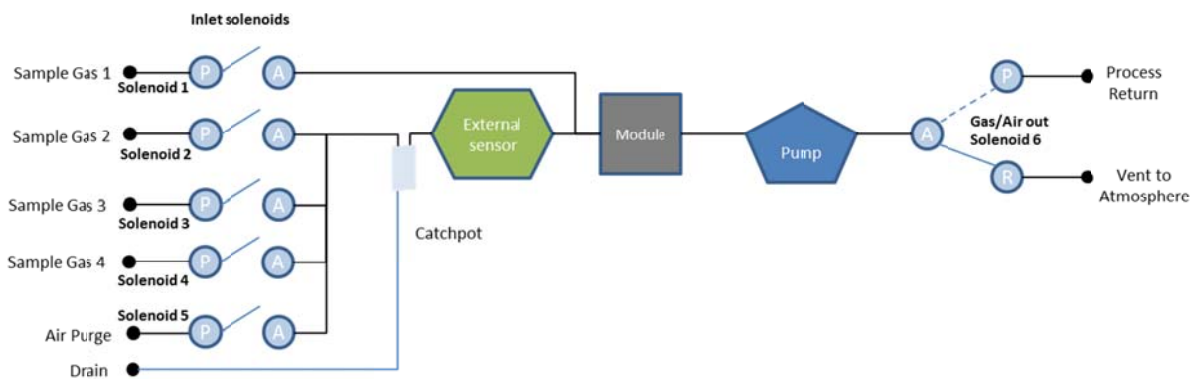 Inlet solenoids
Sample Gas 1
P
A
Solenoid 1
Sample Gas 2
P
A
Solenoid 2
Sample Gas 3
P
A
Solenoid 3
Sample Gas 4
P
A
Solenoid 4
Solenoid 5
Air Purge
P
A
Drain
Catchpot
External
sensor
Module
Pump
A
P
Process
Return
Gas/Air out
Solenoid 6
R
Vent to
Atmosphere